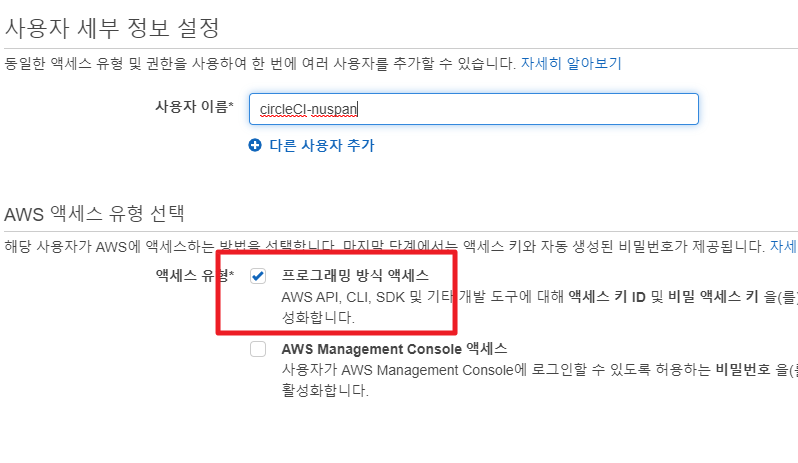 사용자 세부 정보 설정
동일한 액세스 유형 및 권한을 사용하여 한 번에 여러 사용자를 추가할 수 있습니다. 자세히 알아보기
사용자 이름* circleCI-nuspan
다른 사용자 추가
AWS 액세스 유형 선택
해당 사용자가 AWS에 액세스하는 방법을 선택합니다. 마지막 단계에서는 액세스 키와 자동 생성된 비밀번호가 제공됩니다. 자세
액세스 유형* 프로그래밍 방식 액세스
AWS API, CLI, SDK 및 기타 개발 도구에 대해 액세스 키 ID 및 비밀 액세스 키 을(를)
성화합니다.
AWS Management Console 액세스
사용자가 AWS Management Console에 로그인할 수 있도록 허용하는 비밀번호 을(를
활성화합니다.